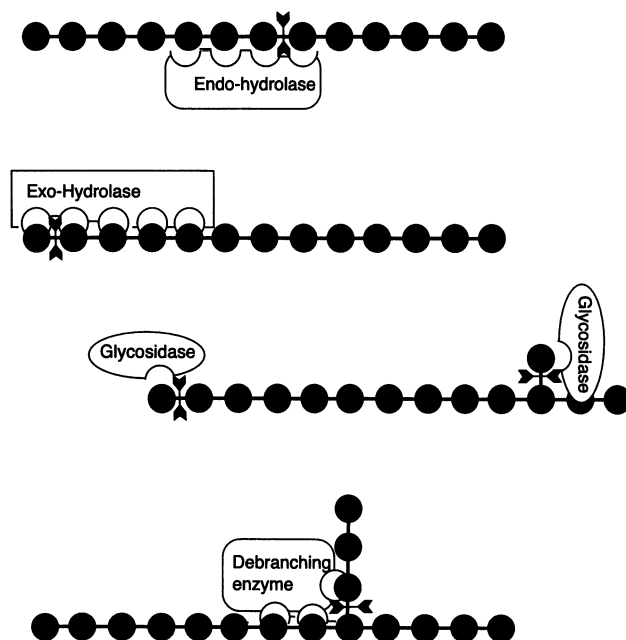 Endo-hydrolase
Exo-Hydrolase
Glycosidase
Glycosidase
Debranching
enzyme